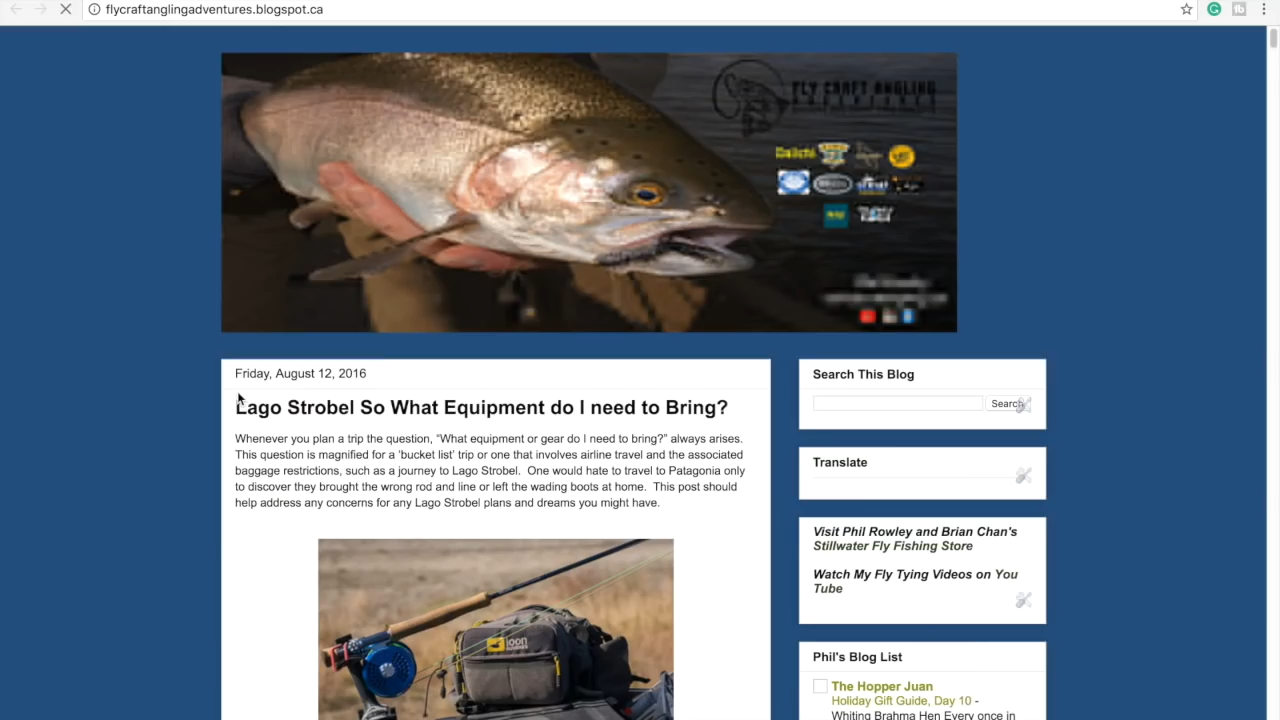 flycraftanglingadventures.blogspot.ca
FLY CRAFT ANGLING
Friday, August 12, 2016
Lago Strobel So What Equipment do I need to Bring?
Whenever you plan a trip the question, “What equipment or gear do I need to bring?” always arises.
This question is magnified for a ‘bucket list’ trip or one that involves airline travel and the associated
baggage restrictions, such as a journey to Lago Strobel.  One would hate to travel to Patagonia only
to discover they brought the wrong rod and line or left the wading boots at home.  This post should
help address any concerns for any Lago Strobel plans and dreams you might have.
loon
Search This Blog
Search
Translate
Visit Phil Rowley and Brian Chan's
Stillwater Fly Fishing Store
Watch My Fly Tying Videos on You
Tube
Phil's Blog List
The Hopper Juan
Holiday Gift Guide, Day 10 -
Whiting Brahma Hen Every once in